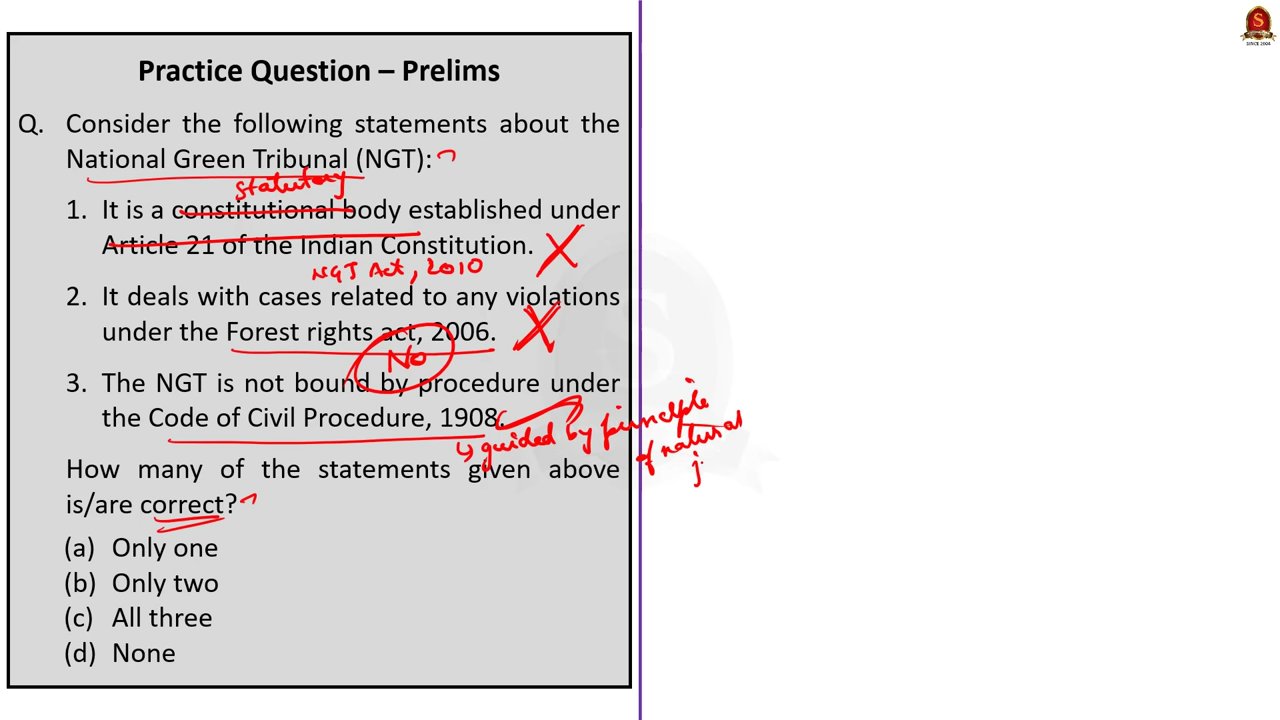 Practice Question – Prelims
Q. Consider the following statements about the
National Green Tribunal (NGT):
statutory
1. It is a constitutional body established under
Article 21 of the Indian Constitution.
NGT Act, 2010
2. It deals with cases related to any violations
under the Forest rights act, 2006.
No
3. The NGT is not bound by procedure under
the Code of Civil Procedure, 1908.
guided by principle
of natural
j
How many of the statements given above
is/are correct?
(a) Only one
(b) Only two
(c) All three
(d) None
S
SINCE 2004